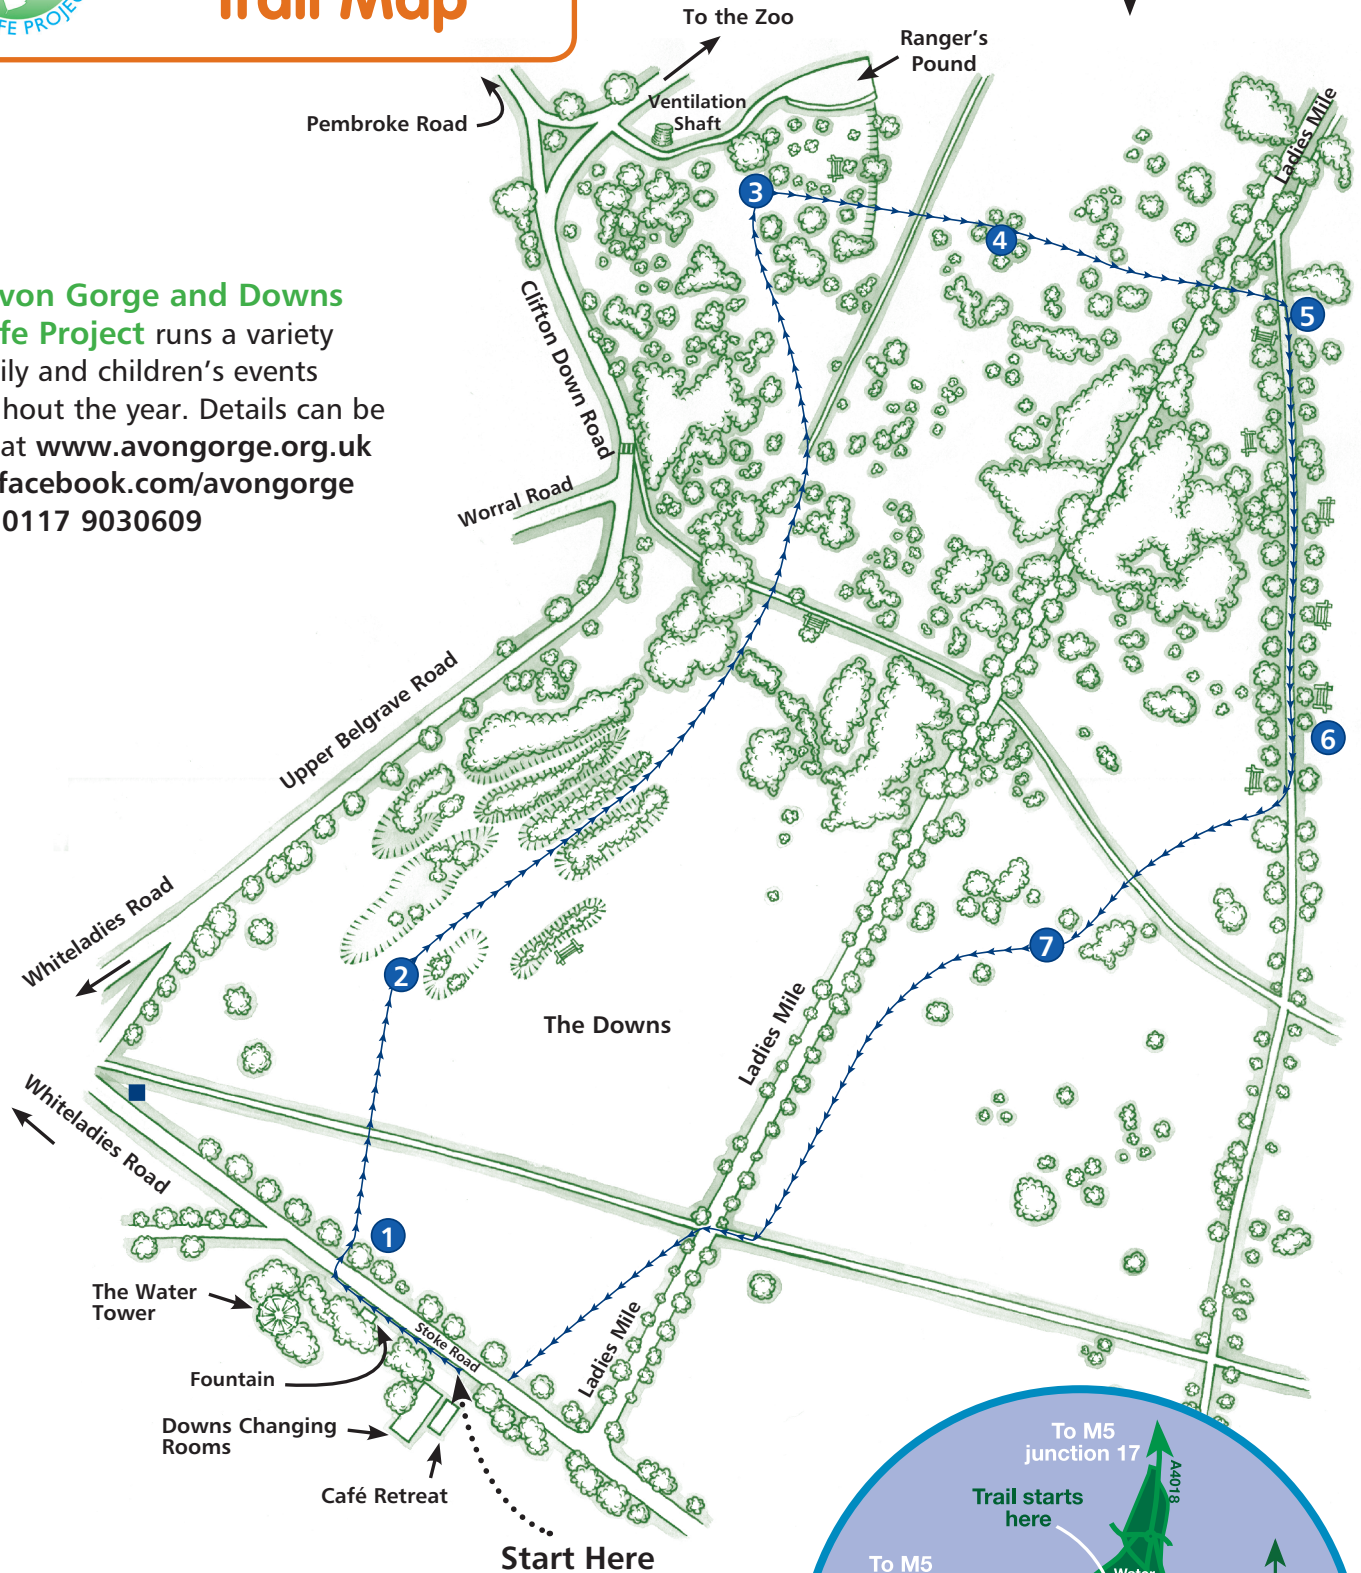 FE PROJEC
Trail Map
To the Zoo
Ranger's
Pound
Pembroke Road
Ventilation
Shaft
Ladies Mile
3
4
5
von Gorge and Downs
fe Project runs a variety
ily and children's events
hout the year. Details can be
at www.avongorge.org.uk
facebook.com/avongorge
0117 9030609
Clifton Down Road
Worral Road
Upper Belgrave Road
6
Whiteladies Road
2
7
The Downs
Ladies Mile
Whiteladies Road
1
The Water
Tower
Stoke Road
Ladies Mile
Fountain
Downs Changing
Rooms
Café Retreat
Start Here
To M5
junction 17
A4018
Trail starts
here
To M5
Water